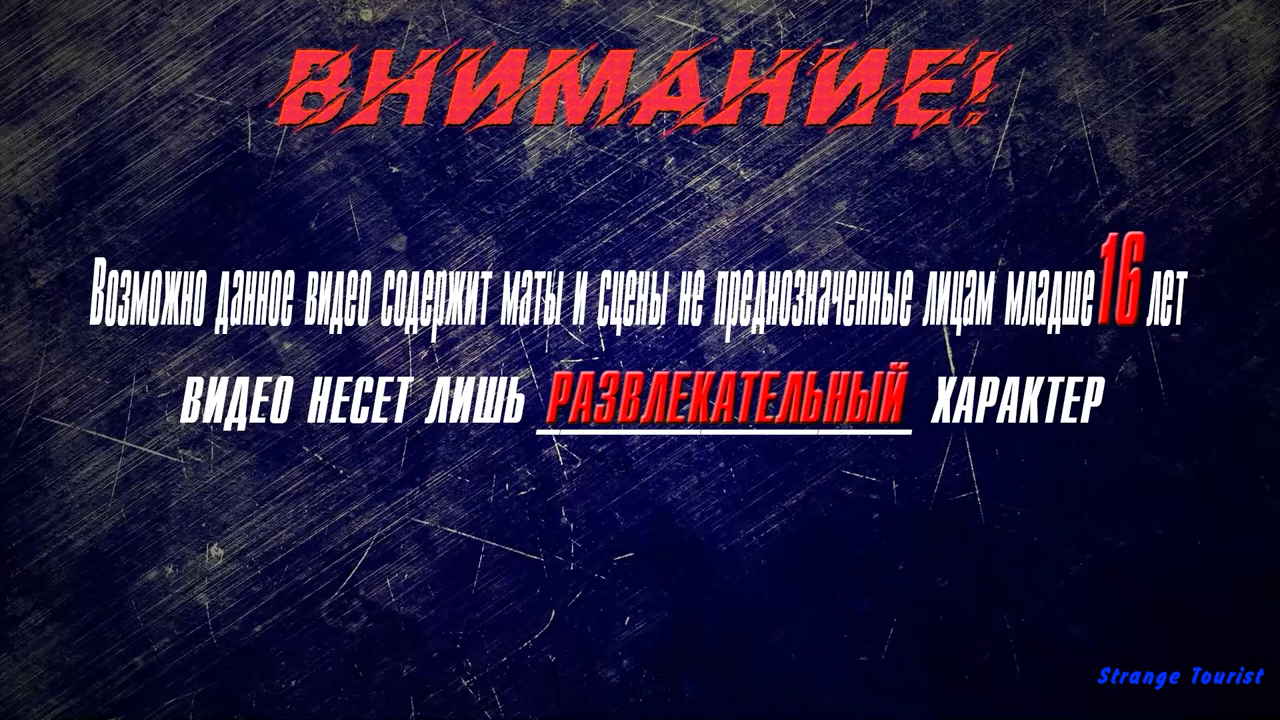 ВНИМАНИЕ!
Возможно данное видео содержит маты и сцены не преднозначенные лицам младше 16 лет
ВИДЕО НЕСЕТ ЛИШЬ РАЗВЛЕКАТЕЛЬНЫЙ ХАРАКТЕР
Strange Tourist